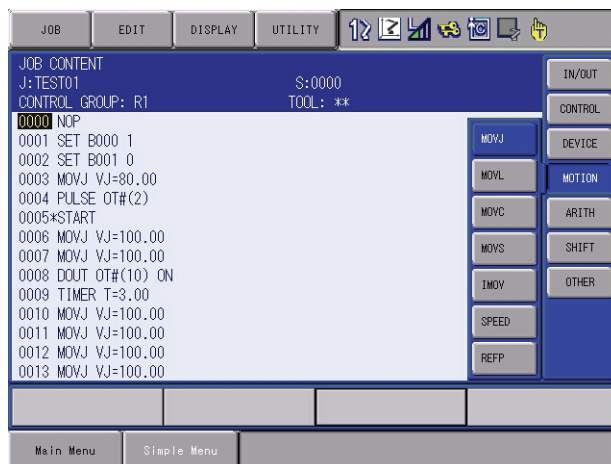 JOB EDIT DISPLAY UTILITY
JOB CONTENT
J:TEST01 S:0000
CONTROL GROUP: R1 TOOL: **
0000 NOP
0001 SET B000 1
0002 SET B001 0
0003 MOVJ VJ=80.00
0004 PULSE OT#(2)
0005*START
0006 MOVJ VJ=100.00
0007 MOVJ VJ=100.00
0008 DOUT OT#(10) ON
0009 TIMER T=3.00
0010 MOVJ VJ=100.00
0011 MOVJ VJ=100.00
0012 MOVJ VJ=100.00
0013 MOVJ VJ=100.00
MOVJ
MOVL
MOVC
MOVS
IMOV
SPEED
REFP
IN/OUT
CONTROL
DEVICE
MOTION
ARITH
SHIFT
OTHER
Main Menu Simple Menu